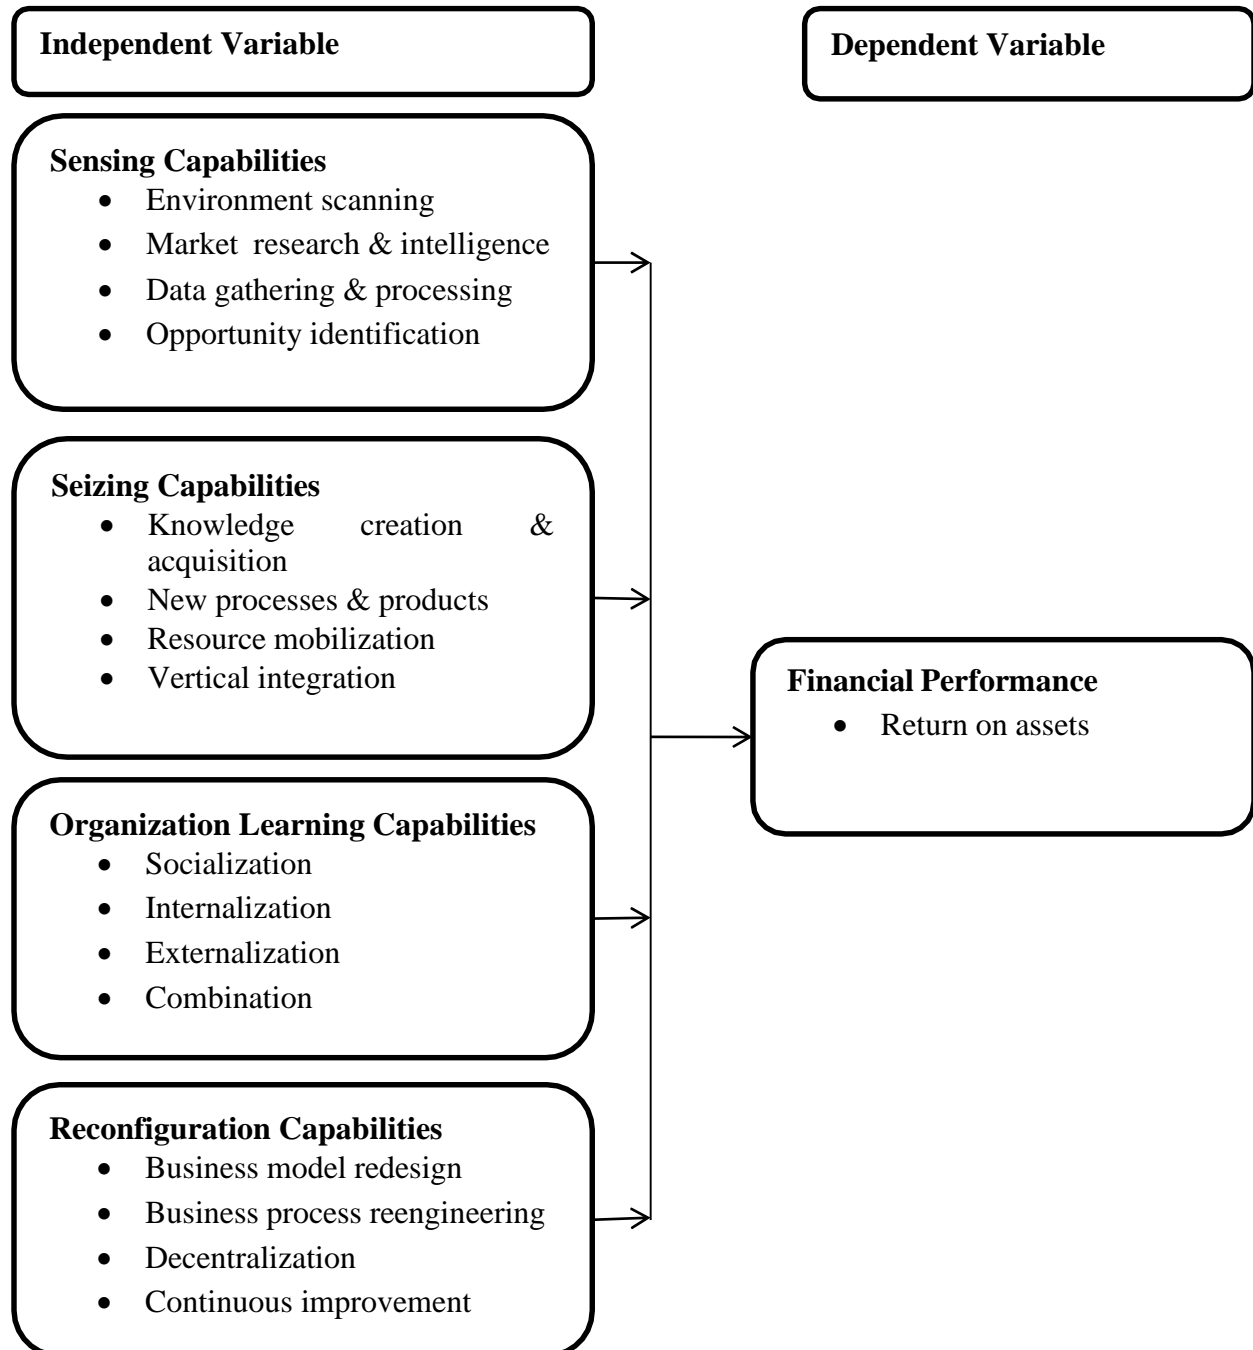 Independent Variable
Dependent Variable
Sensing Capabilities
• Environment scanning
• Market research & intelligence
• Data gathering & processing
• Opportunity identification
Seizing Capabilities
• Knowledge creation &
acquisition
• New processes & products
• Resource mobilization
• Vertical integration
Financial Performance
• Return on assets
Organization Learning Capabilities
• Socialization
• Internalization
• Externalization
• Combination
Reconfiguration Capabilities
• Business model redesign
• Business process reengineering
• Decentralization
• Continuous improvement